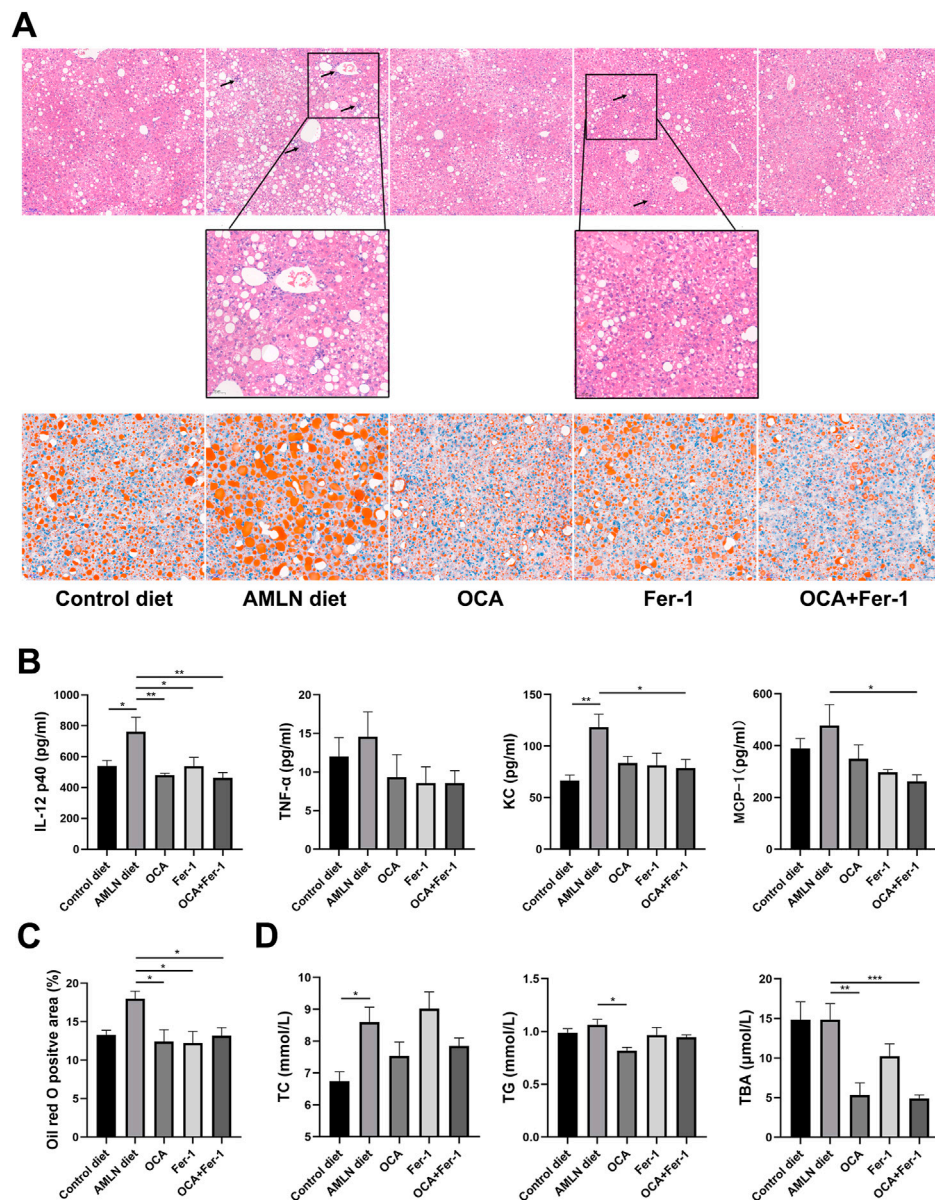 A
Control diet
AMLN diet
OCA
Fer-1
OCA+Fer-1
B
IL-12 p40 (pg/ml)
1000
800
600
400
200
0
*
**
*
**
Control diet
AMLN diet
OCA
Fer-1
OCA+Fer-1
TNF-α (pg/ml)
20
15
10
5
0
Control diet
AMLN diet
OCA
Fer-1
OCA+Fer-1
KC (pg/ml)
150
100
50
0
**
*
Control diet
AMLN diet
OCA
Fer-1
OCA+Fer-1
MCP-1 (pg/ml)
600
400
200
0
*
Control diet
AMLN diet
OCA
Fer-1
OCA+Fer-1
C
Oil red O positve area (%)
20
15
10
5
0
*
*
*
Control diet
AMLN diet
OCA
Fer-1
OCA+Fer-1
D
TC (mmol/L)
10
9
8
7
6
5
*
Control diet
AMLN diet
OCA
Fer-1
OCA+Fer-1
TG (mmol/L)
1.5
1.0
0.5
0.0
*
Control diet
AMLN diet
OCA
Fer-1
OCA+Fer-1
TBA (μmol/L)
20
15
10
5
0
**
***
Control diet
AMLN diet
OCA
Fer-1
OCA+Fer-1